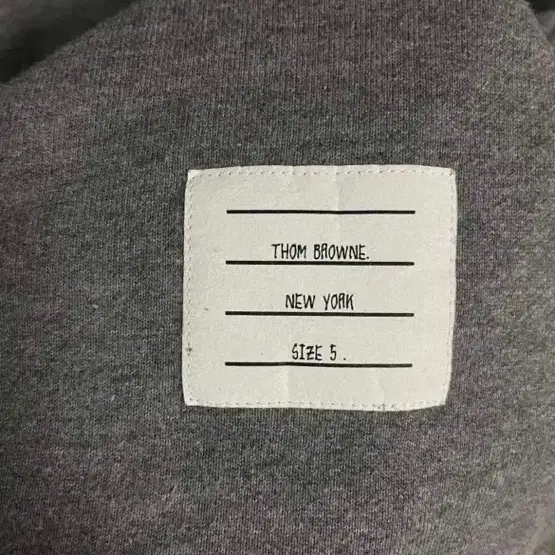 THOM BROWNE.
NEW YORK
SIZE 5 .